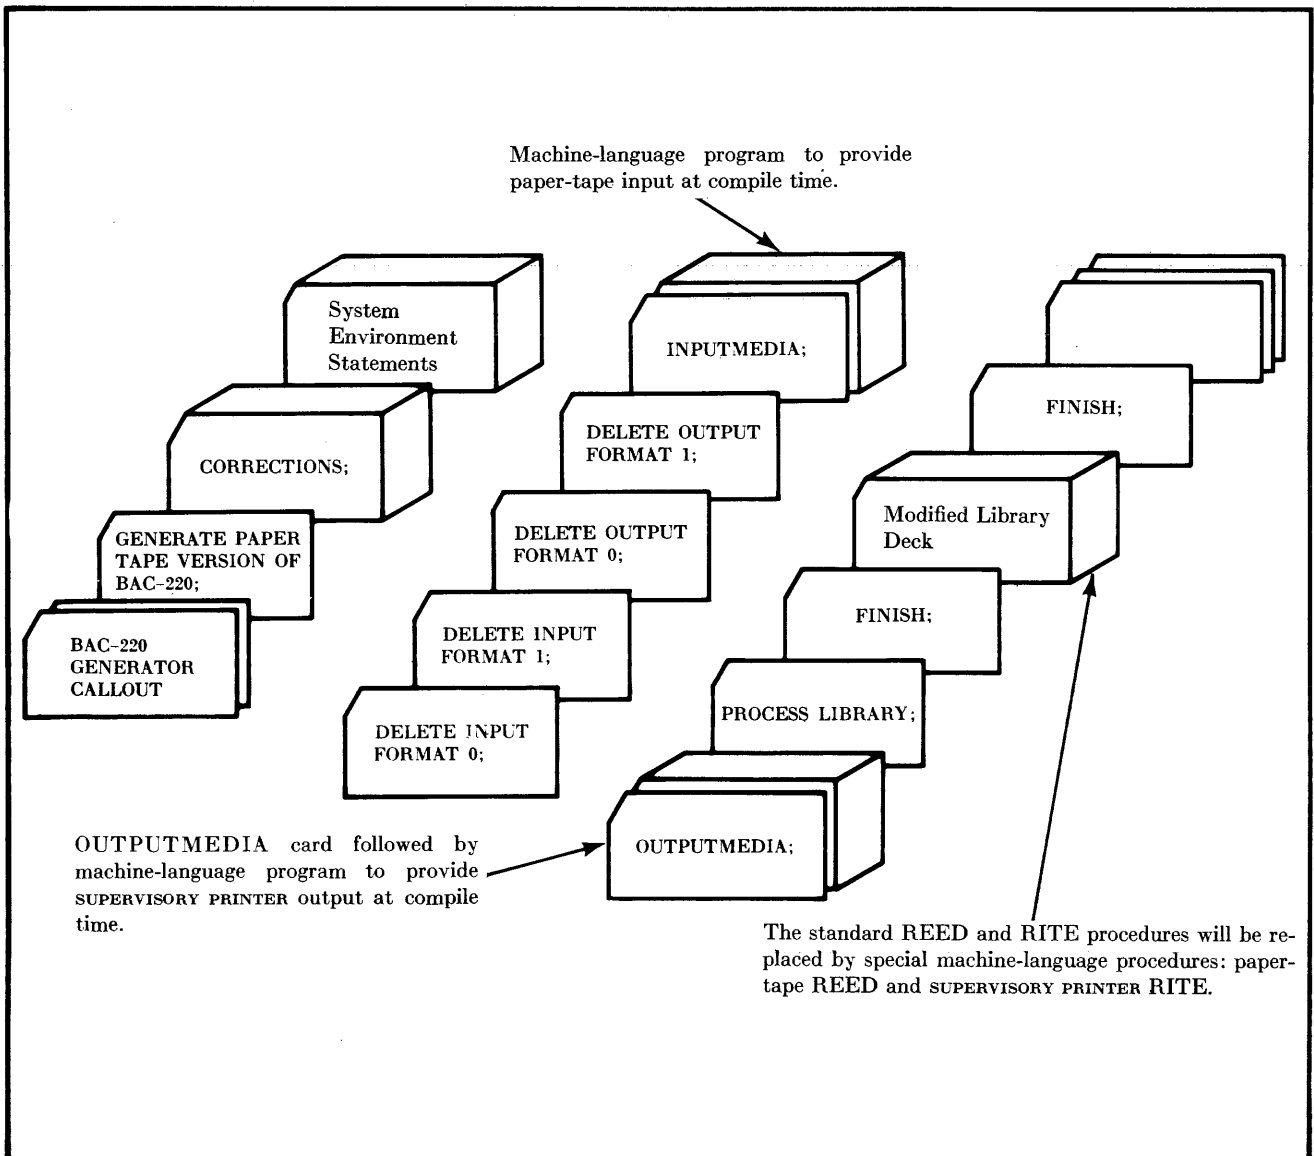 Machine-language program to provide
paper-tape input at compile time.
System
Environment
Statements
INPUTMEDIA;
CORRECTIONS;
DELETE OUTPUT
FORMAT 1;
FINISH;
GENERATE PAPER
TAPE VERSION OF
BAC-220;
DELETE OUTPUT
FORMAT 0;
Modified Library
Deck
BAC-220
GENERATOR
CALLOUT
DELETE INPUT
FORMAT 1;
FINISH;
DELETE INPUT
FORMAT 0;
PROCESS LIBRARY;
OUTPUTMEDIA;
OUTPUTMEDIA card followed by
machine-language program to provide
SUPERVISORY PRINTER output at compile
time.
The standard REED and RITE procedures will be re-
placed by special machine-language procedures: paper-
tape REED and SUPERVISORY PRINTER RITE.